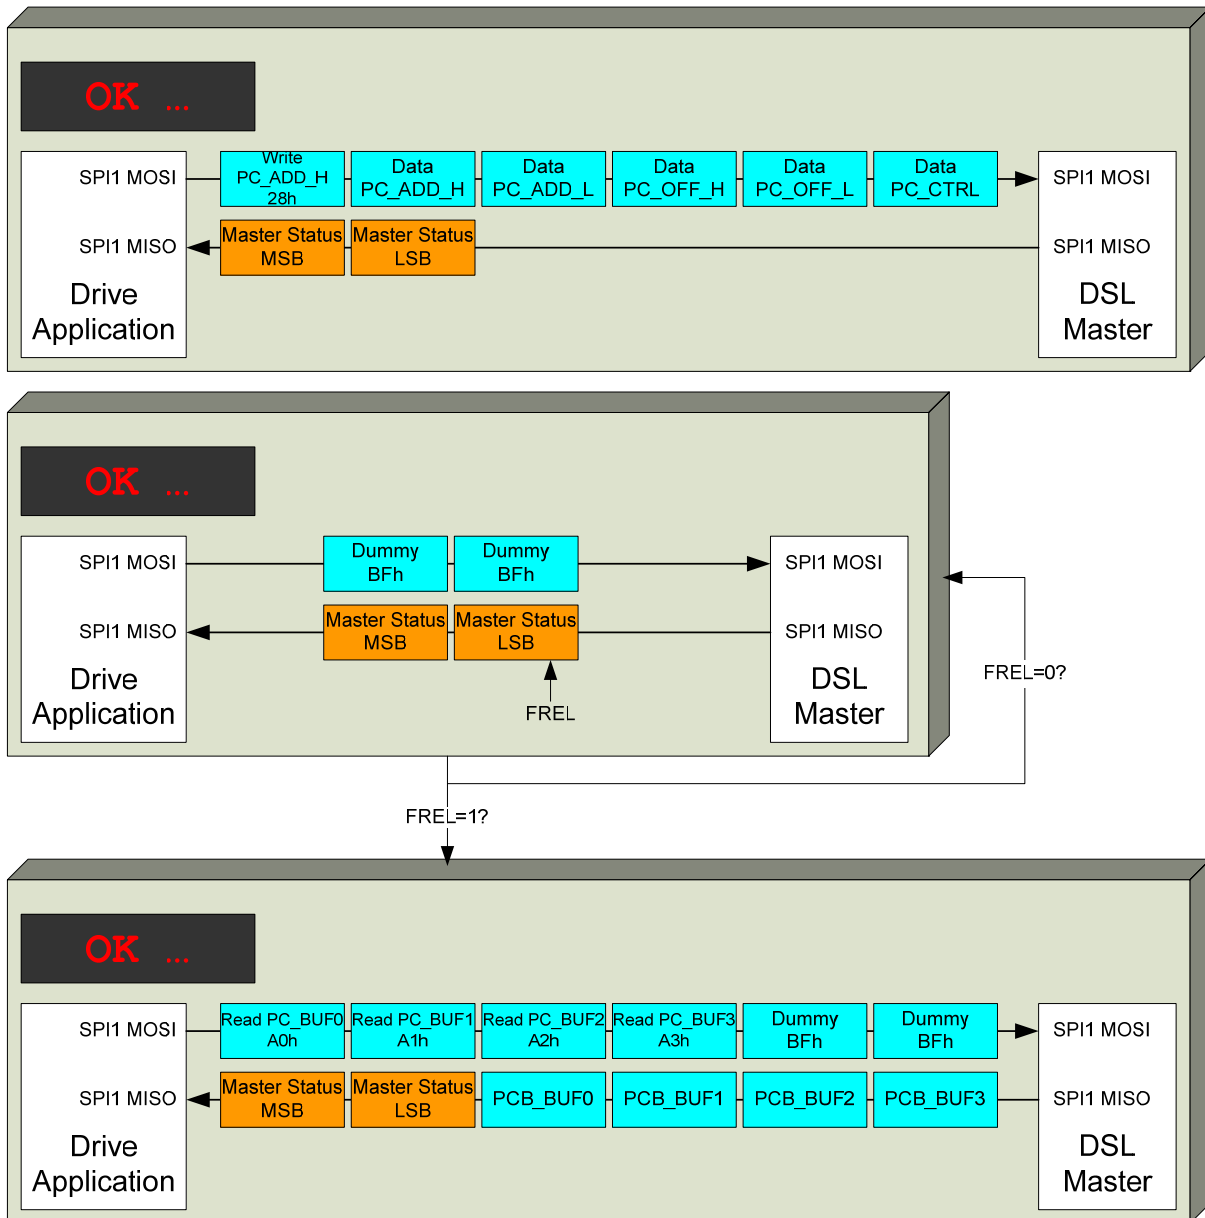 OK ...
SPI1 MOSI
Write
PC_ADD_H
28h
Data
PC_ADD_H
Data
PC_ADD_L
Data
PC_OFF_H
Data
PC_OFF_L
Data
PC_CTRL
SPI1 MOSI
SPI1 MISO
Master Status
MSB
Master Status
LSB
SPI1 MISO
Drive
Application
DSL
Master
OK ...
SPI1 MOSI
Dummy
BFh
Dummy
BFh
SPI1 MOSI
SPI1 MISO
Master Status
MSB
Master Status
LSB
SPI1 MISO
Drive
Application
FREL
DSL
Master
FREL=0?
FREL=1?
OK ...
SPI1 MOSI
Read PC_BUF0
A0h
Read PC_BUF1
A1h
Read PC_BUF2
A2h
Read PC_BUF3
A3h
Dummy
BFh
Dummy
BFh
SPI1 MOSI
SPI1 MISO
Master Status
MSB
Master Status
LSB
PCB_BUF0
PCB_BUF1
PCB_BUF2
PCB_BUF3
SPI1 MISO
Drive
Application
DSL
Master